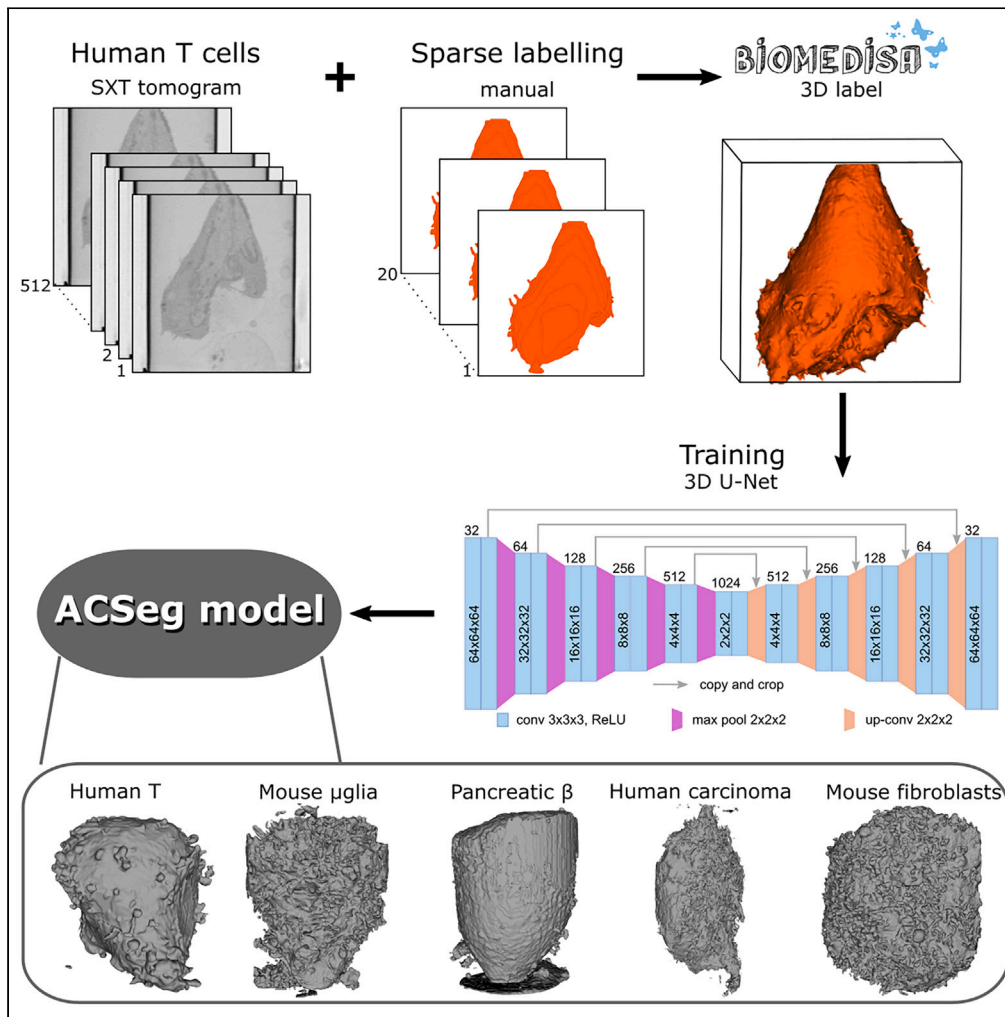 Human T cells
SXT tomogram
+
Sparse labelling
manual
BiOMEDiSA
3D label
512
2
1
20
1
Training
3D U-Net
32
64
128
256
512
1024
512
256
128
64
32
64x64x64
32x32x32
16x16x16
8x8x8
4x4x4
2x2x2
4x4x4
8x8x8
16x16x16
32x32x32
64x64x64
copy and crop
conv 3x3x3, ReLU
max pool 2x2x2
up-conv 2x2x2
ACSeg model
Human T
Mouse μglia
Pancreatic β
Human carcinoma
Mouse fibroblasts